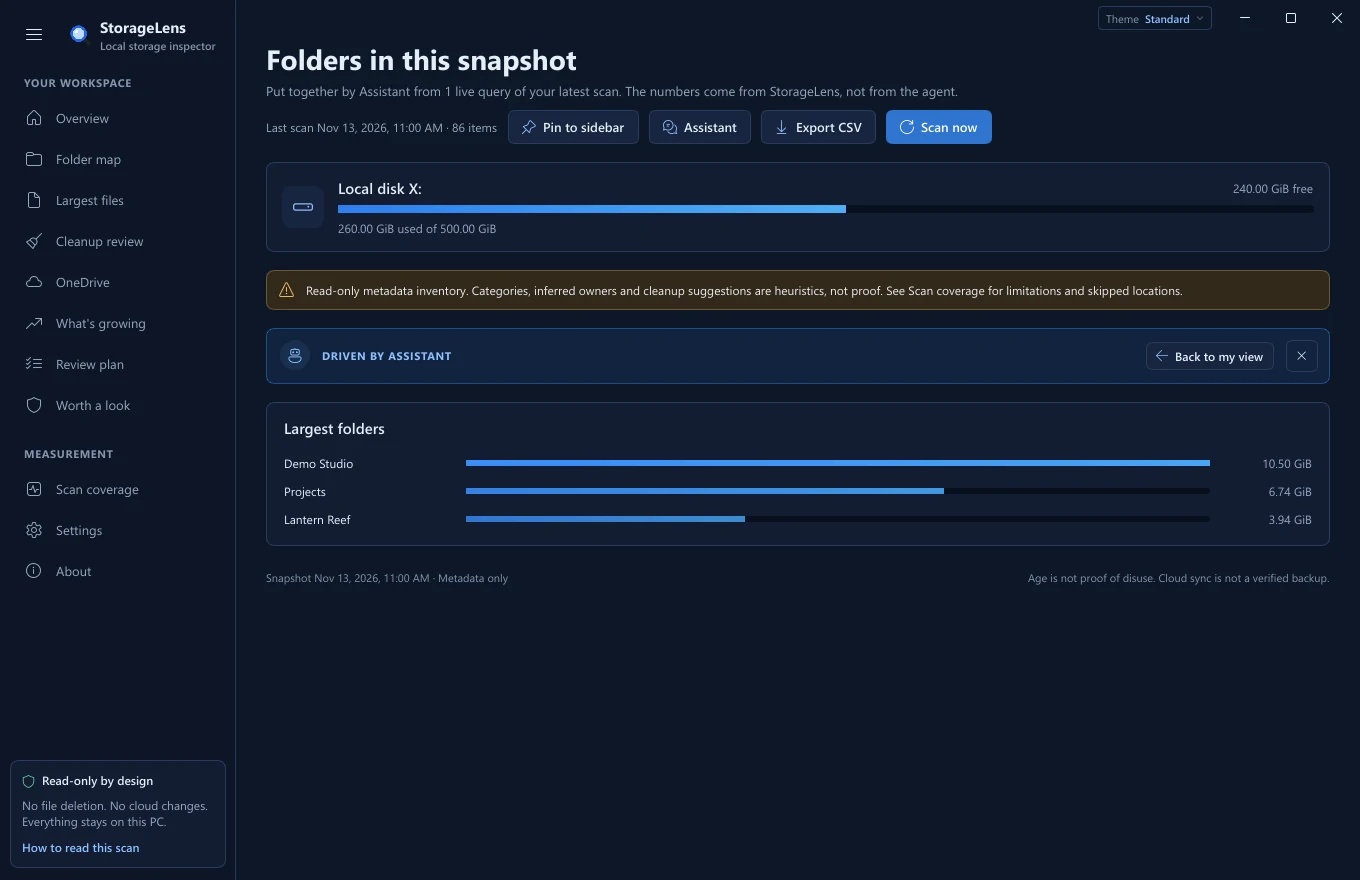 StorageLens
Local storage inspector
YOUR WORKSPACE
Overview
Folder map
Largest files
Cleanup review
OneDrive
What's growing
Review plan
Worth a look
MEASUREMENT
Scan coverage
Settings
About
Read-only by design
No file deletion. No cloud changes.
Everything stays on this PC.
How to read this scan
Theme Standard
Folders in this snapshot
Put together by Assistant from 1 live query of your latest scan. The numbers come from StorageLens, not from the agent.
Last scan Nov 13, 2026, 11:00 AM · 86 items
Pin to sidebar
Assistant
Export CSV
Scan now
Local disk X:
240.00 GiB free
260.00 GiB used of 500.00 GiB
Read-only metadata inventory. Categories, inferred owners and cleanup suggestions are heuristics, not proof. See Scan coverage for limitations and skipped locations.
DRIVEN BY ASSISTANT
Back to my view
Largest folders
Demo Studio 10.50 GiB
Projects 6.74 GiB
Lantern Reef 3.94 GiB
Snapshot Nov 13, 2026, 11:00 AM · Metadata only
Age is not proof of disuse. Cloud sync is not a verified backup.